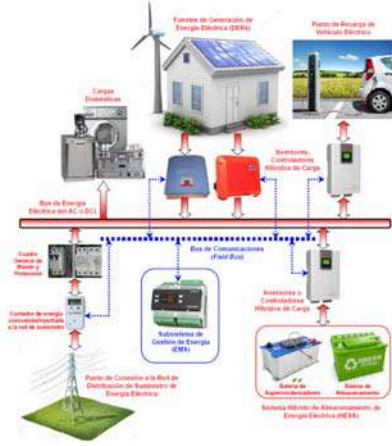 Fuentes de Generación de
Energía Eléctrica (DERs)
Punto de Recarga de
Vehículo Eléctrico
Cargas
Domésticas
Inversores,
Controladores
Híbridos de Carga
Bus de Energía
Eléctrica (en AC o DC)
Bus de Comunicaciones
(Field Bus)
Cuadro
General de
Mando y
Protección
Inversores o
Controladores
Híbridos de Carga
Contador de energía
consumida/inyectada
a la red de suministro
Subsistema de
Gestión de Energía
(EMS)
Punto de Conexión a la Red de
Distribución de Suministro de
Energía Eléctrica
Batería de
Supercondensadores
Batería de
Almacenamiento
Sistema Híbrido de Almacenamiento de
Energía Eléctrica (HESS)